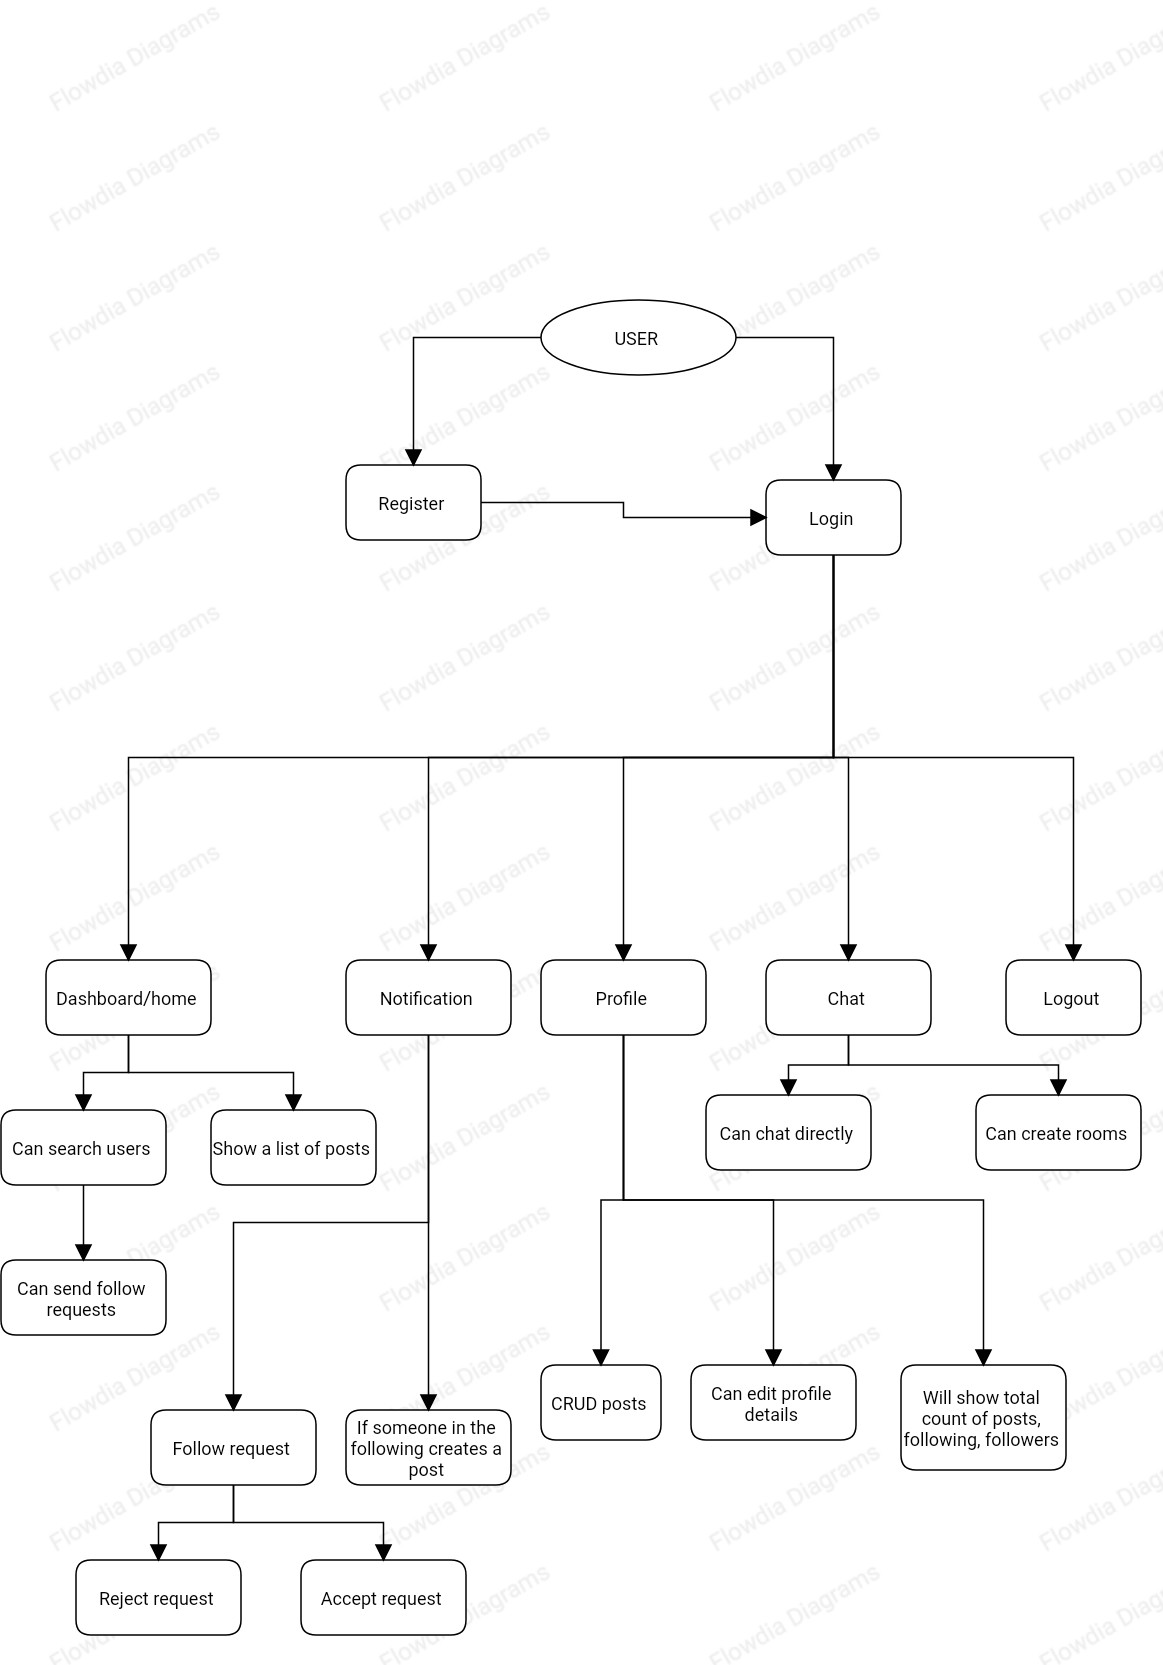 USER
Register
Login
Dashboard/home
Notification
Profile
Chat
Logout
Can search users
Show a list of posts
Can chat directly
Can create rooms
Can send follow
requests
CRUD posts
Can edit profile
details
Will show total
count of posts,
following, followers
Follow request
If someone in the
following creates a
post
Reject request
Accept request
Flowdia Diagrams